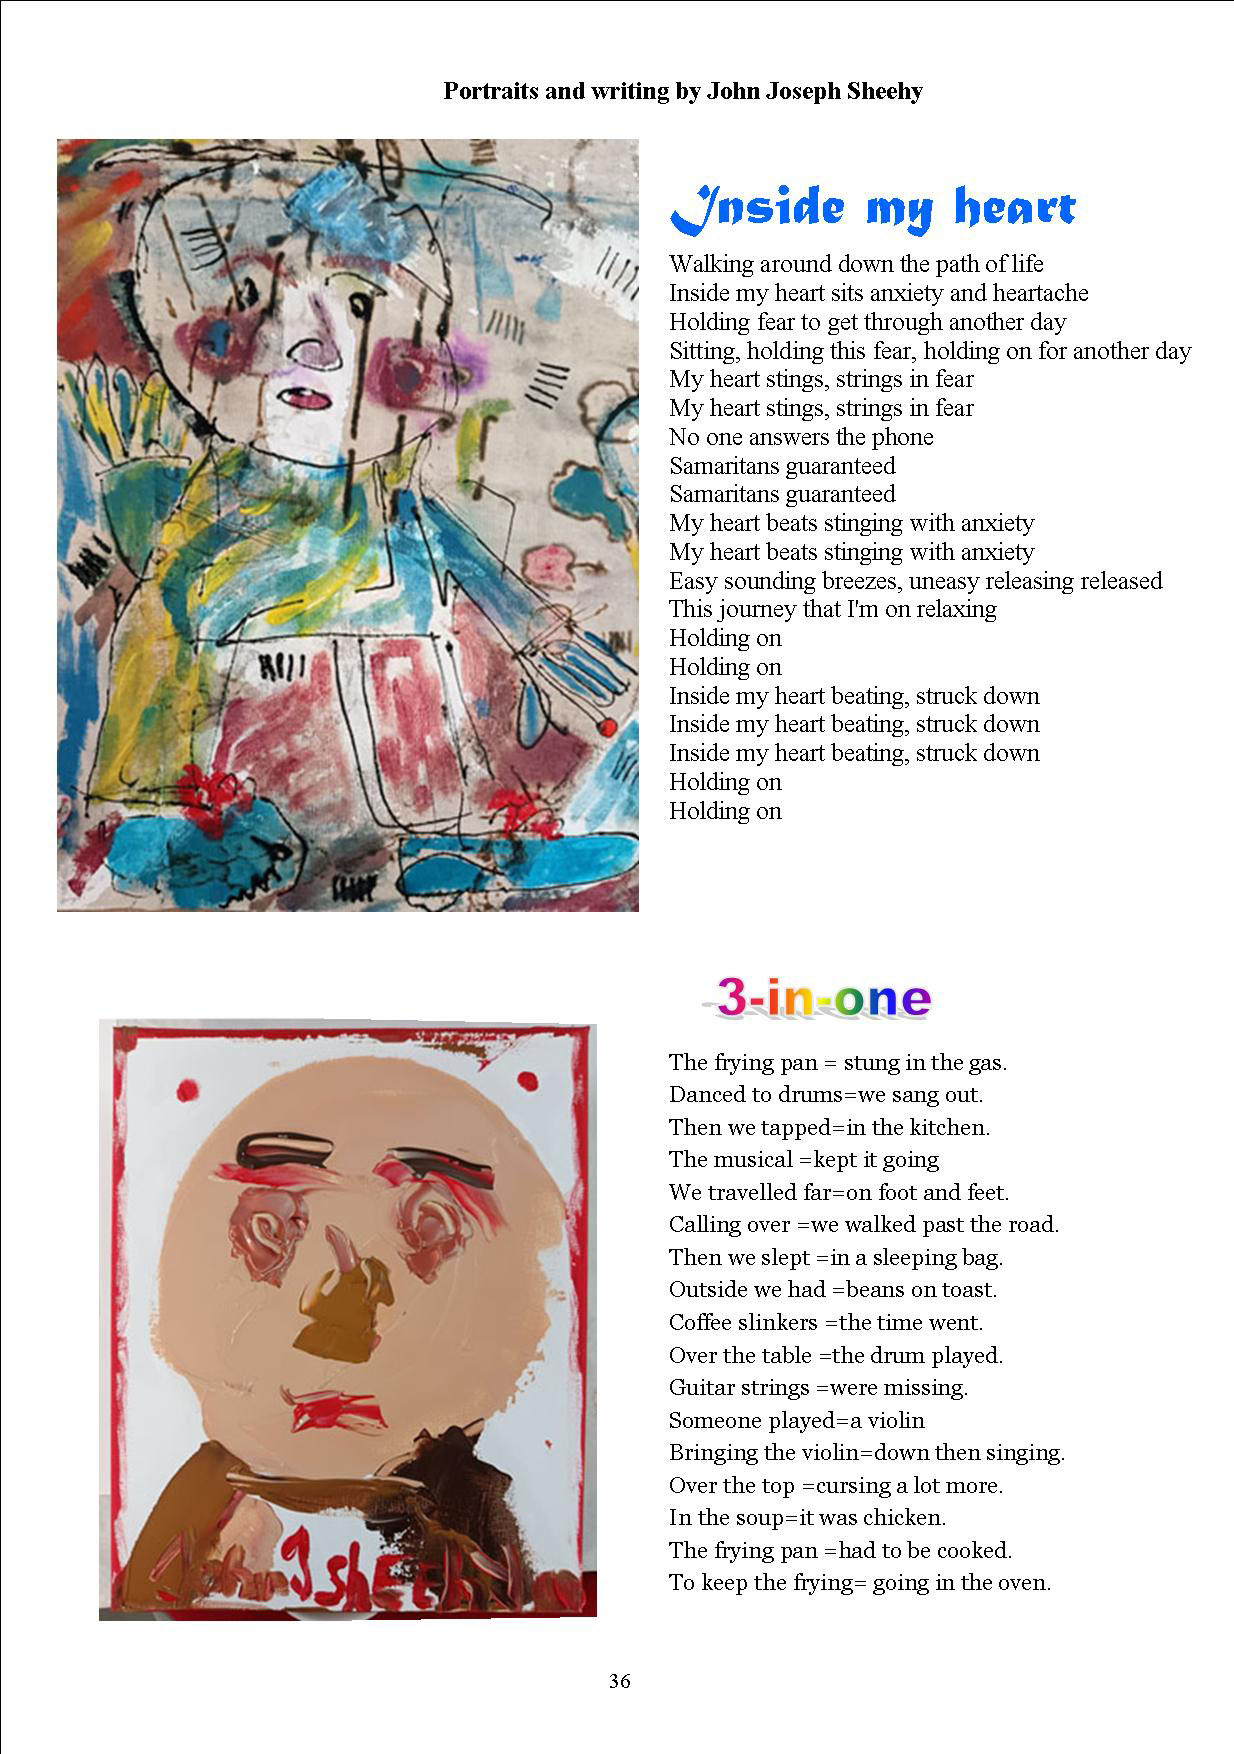 Portraits and writing by John Joseph Sheehy
Inside my heart
Walking around down the path of life
Inside my heart sits anxiety and heartache
Holding fear to get through another day
Sitting, holding this fear, holding on for another day
My heart stings, strings in fear
My heart stings, strings in fear
No one answers the phone
Samaritans guaranteed
Samaritans guaranteed
My heart beats stinging with anxiety
My heart beats stinging with anxiety
Easy sounding breezes, uneasy releasing released
This journey that I'm on relaxing
Holding on
Holding on
Inside my heart beating, struck down
Inside my heart beating, struck down
Inside my heart beating, struck down
Holding on
Holding on
3-in-one
The frying pan = stung in the gas.
Danced to drums=we sang out.
Then we tapped=in the kitchen.
The musical =kept it going
We travelled far=on foot and feet.
Calling over =we walked past the road.
Then we slept =in a sleeping bag.
Outside we had =beans on toast.
Coffee slinkers =the time went.
Over the table =the drum played.
Guitar strings =were missing.
Someone played=a violin
Bringing the violin=down then singing.
Over the top =cursing a lot more.
In the soup=it was chicken.
The frying pan =had to be cooked.
To keep the frying= going in the oven.
John J sheehy
36